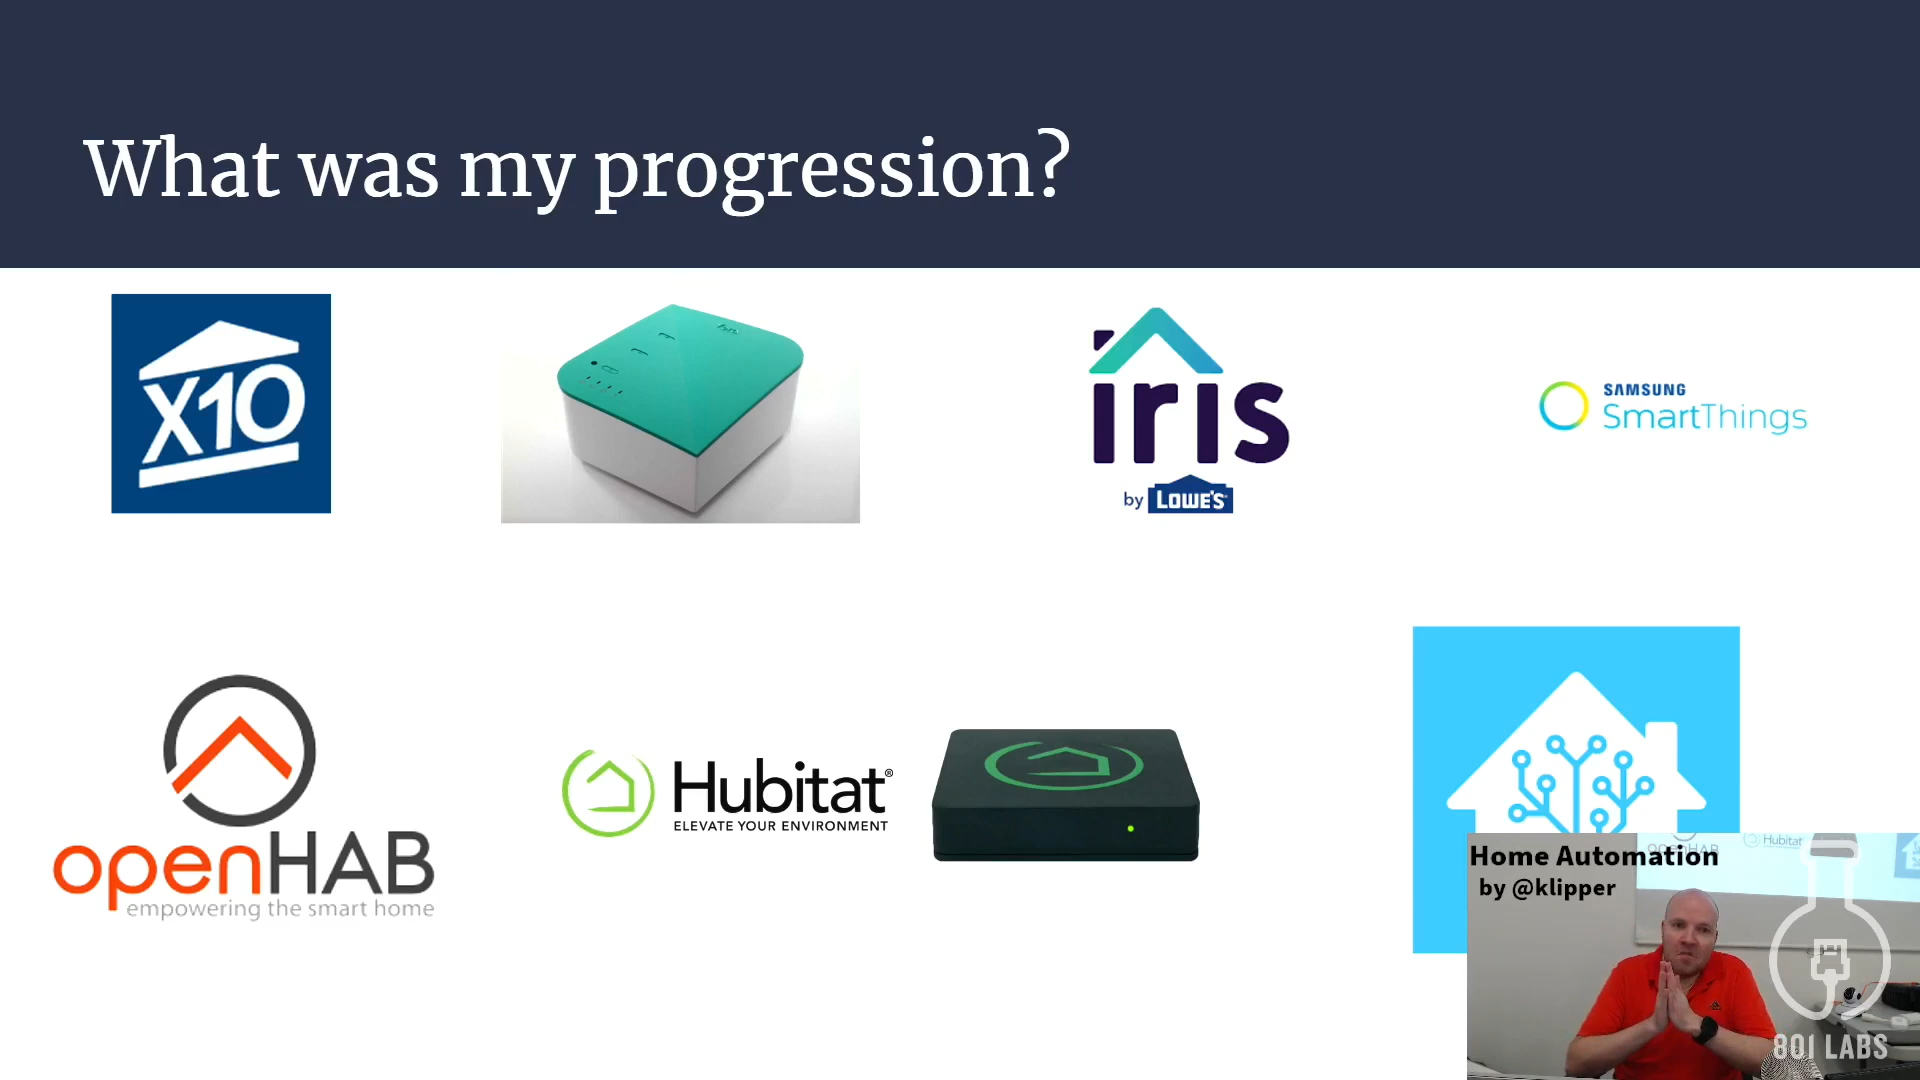 What was my progression?
X10
iris
by LOWE'S
SAMSUNG
SmartThings
openHAB
empowering the smart home
Hubitat®
ELEVATE YOUR ENVIRONMENT
Home Automation
by @klipper
openHAB
Hubitat
801 LABS